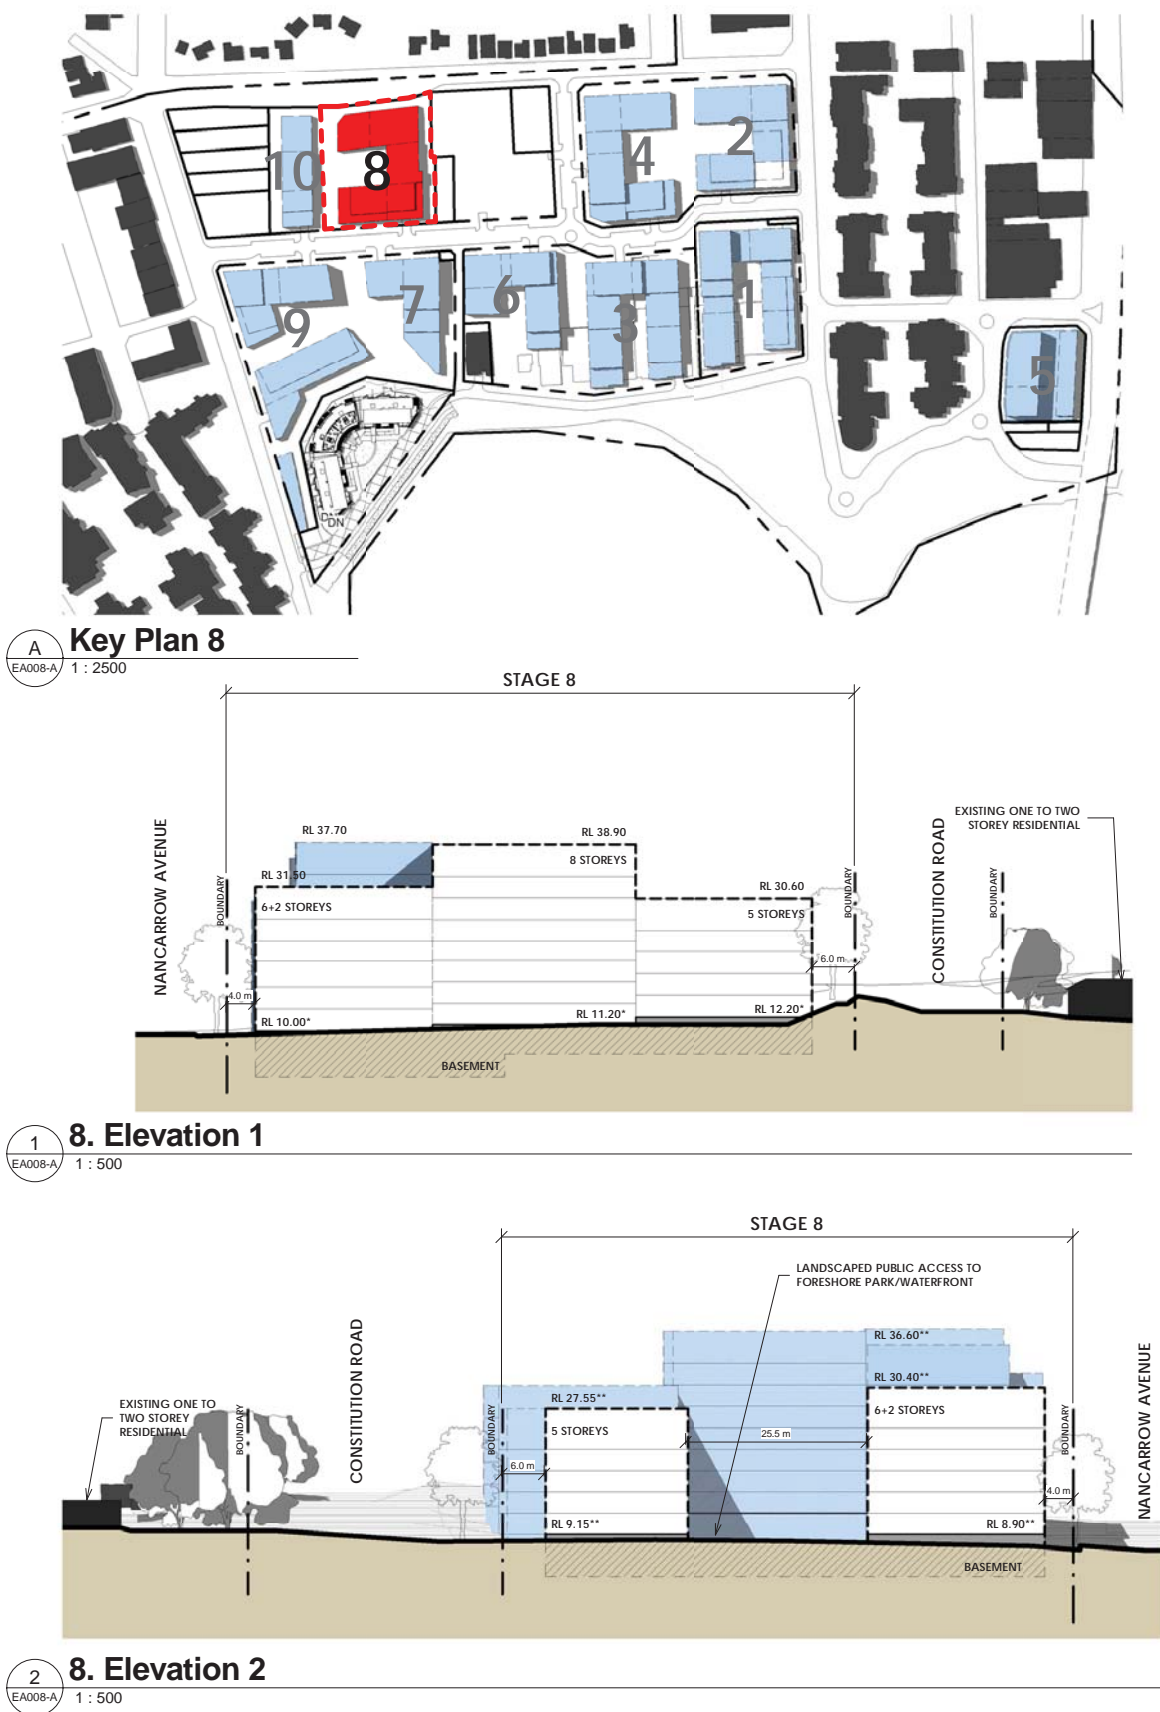 10
8
4
2
9
7
6
3
1
5
DN
A
EA008-A
Key Plan 8
1 : 2500
STAGE 8
NANCARROW AVENUE
BOUNDARY
RL 37.70
RL 38.90
8 STOREYS
RL 31.50
6+2 STOREYS
RL 30.60
5 STOREYS
BOUNDARY
CONSTITUTION ROAD
BOUNDARY
EXISTING ONE TO TWO
STOREY RESIDENTIAL
4.0 m
6.0 m
RL 10.00*
RL 11.20*
RL 12.20*
BASEMENT
1
EA008-A
8. Elevation 1
1 : 500
STAGE 8
LANDSCAPED PUBLIC ACCESS TO
FORESHORE PARK/WATERFRONT
CONSTITUTION ROAD
NANCARROW AVENUE
EXISTING ONE TO
TWO STOREY
RESIDENTIAL
BOUNDARY
BOUNDARY
BOUNDARY
RL 36.60**
RL 30.40**
RL 27.55**
6+2 STOREYS
5 STOREYS
25.5 m
6.0 m
4.0 m
RL 9.15**
RL 8.90**
BASEMENT
2
EA008-A
8. Elevation 2
1 : 500